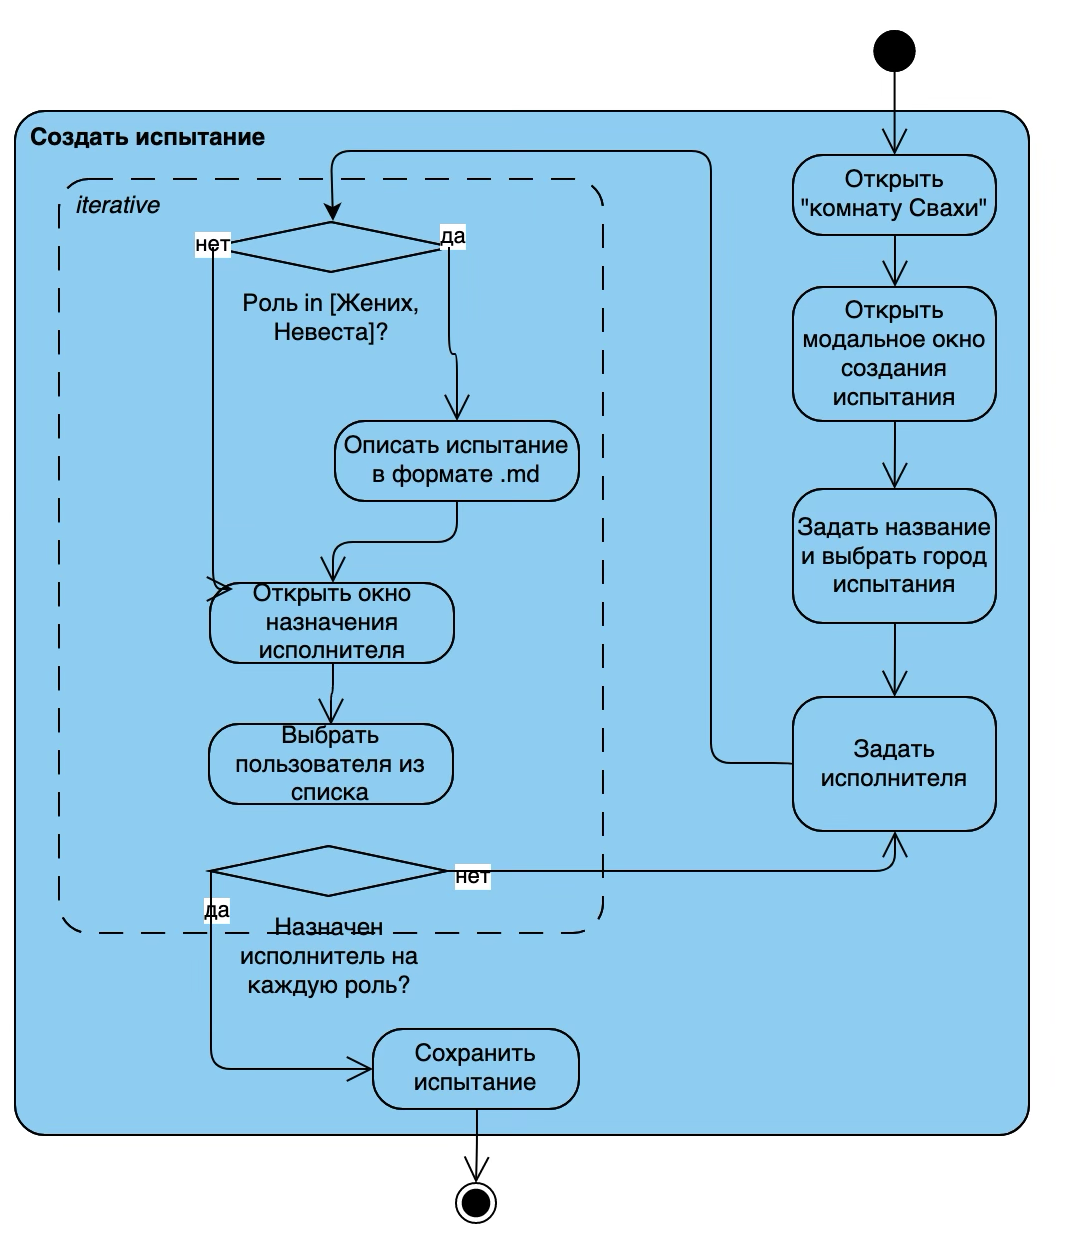 Создать испытание
Открыть
"комнату Свахи"
Открыть
модальное окно
создания
испытания
Задать название
и выбрать город
испытания
Задать
исполнителя
iterative
нет
да
Роль in [Жених,
Невеста]?
Описать испытание
в формате .md
Открыть окно
назначения
исполнителя
Выбрать
пользователя из
списка
нет
да
Назначен
исполнитель на
каждую роль?
Сохранить
испытание